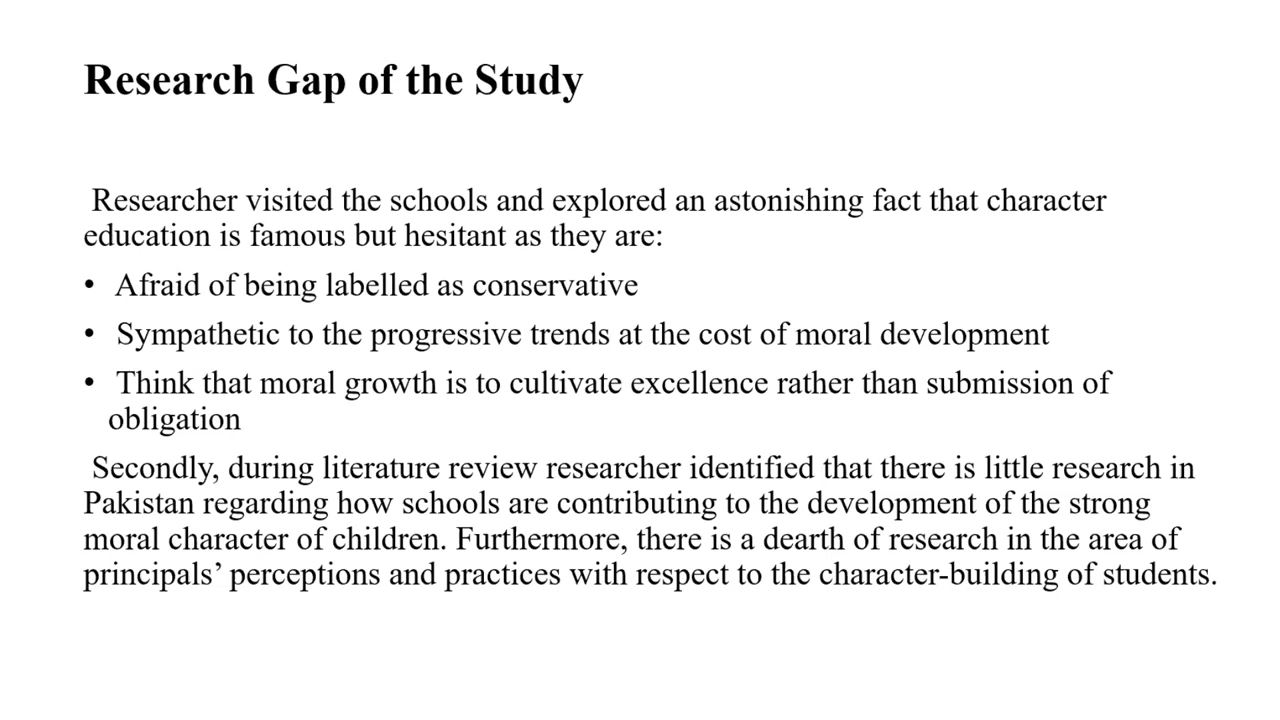 Research Gap of the Study
Researcher visited the schools and explored an astonishing fact that character
education is famous but hesitant as they are:
• Afraid of being labelled as conservative
• Sympathetic to the progressive trends at the cost of moral development
• Think that moral growth is to cultivate excellence rather than submission of
obligation
Secondly, during literature review researcher identified that there is little research in
Pakistan regarding how schools are contributing to the development of the strong
moral character of children. Furthermore, there is a dearth of research in the area of
principals’ perceptions and practices with respect to the character-building of students.